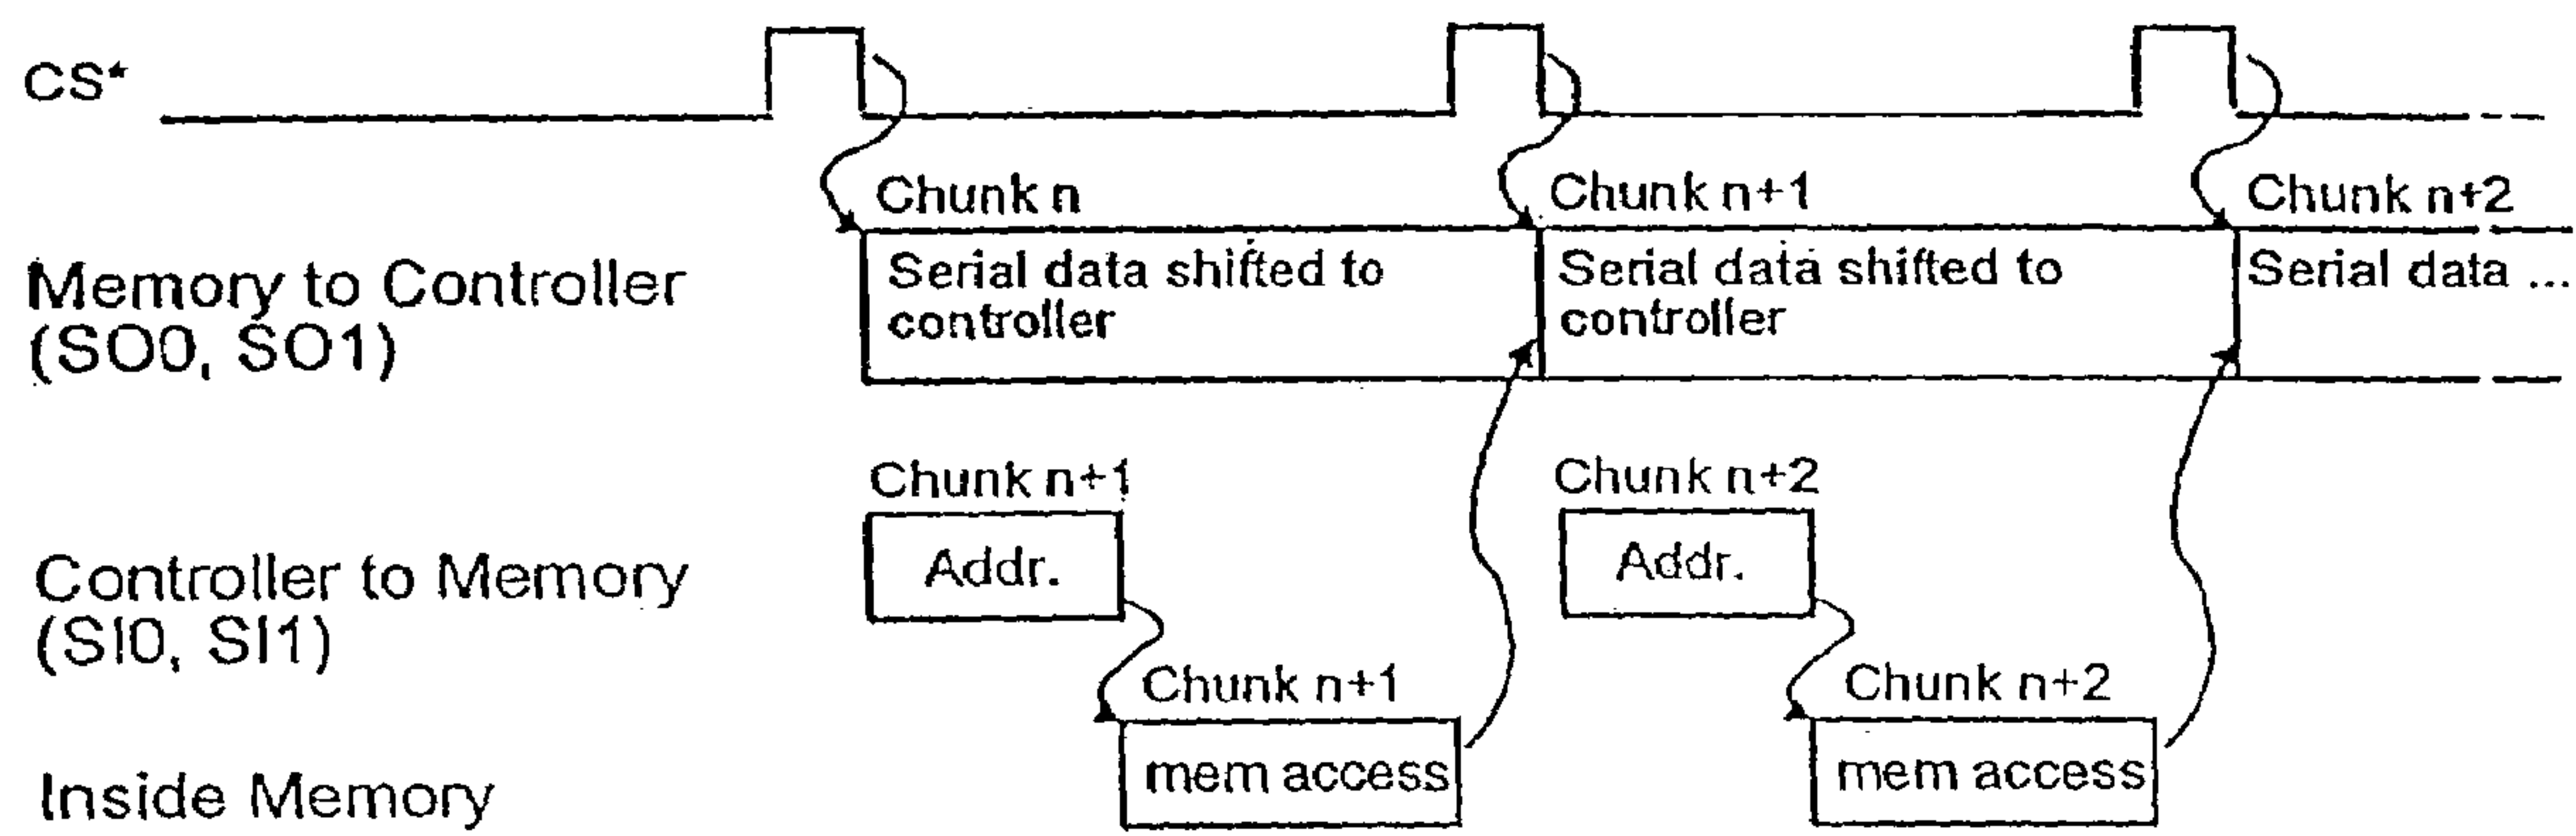 CS*
Chunk n
Chunk n+1
Chunk n+2
Memory to Controller
(SO0, SO1)
Serial data shifted to
controller
Serial data shifted to
controller
Serial data ...
Chunk n+1
Chunk n+2
Controller to Memory
(SI0, SI1)
Addr.
Addr.
Chunk n+1
Chunk n+2
Inside Memory
mem access
mem access